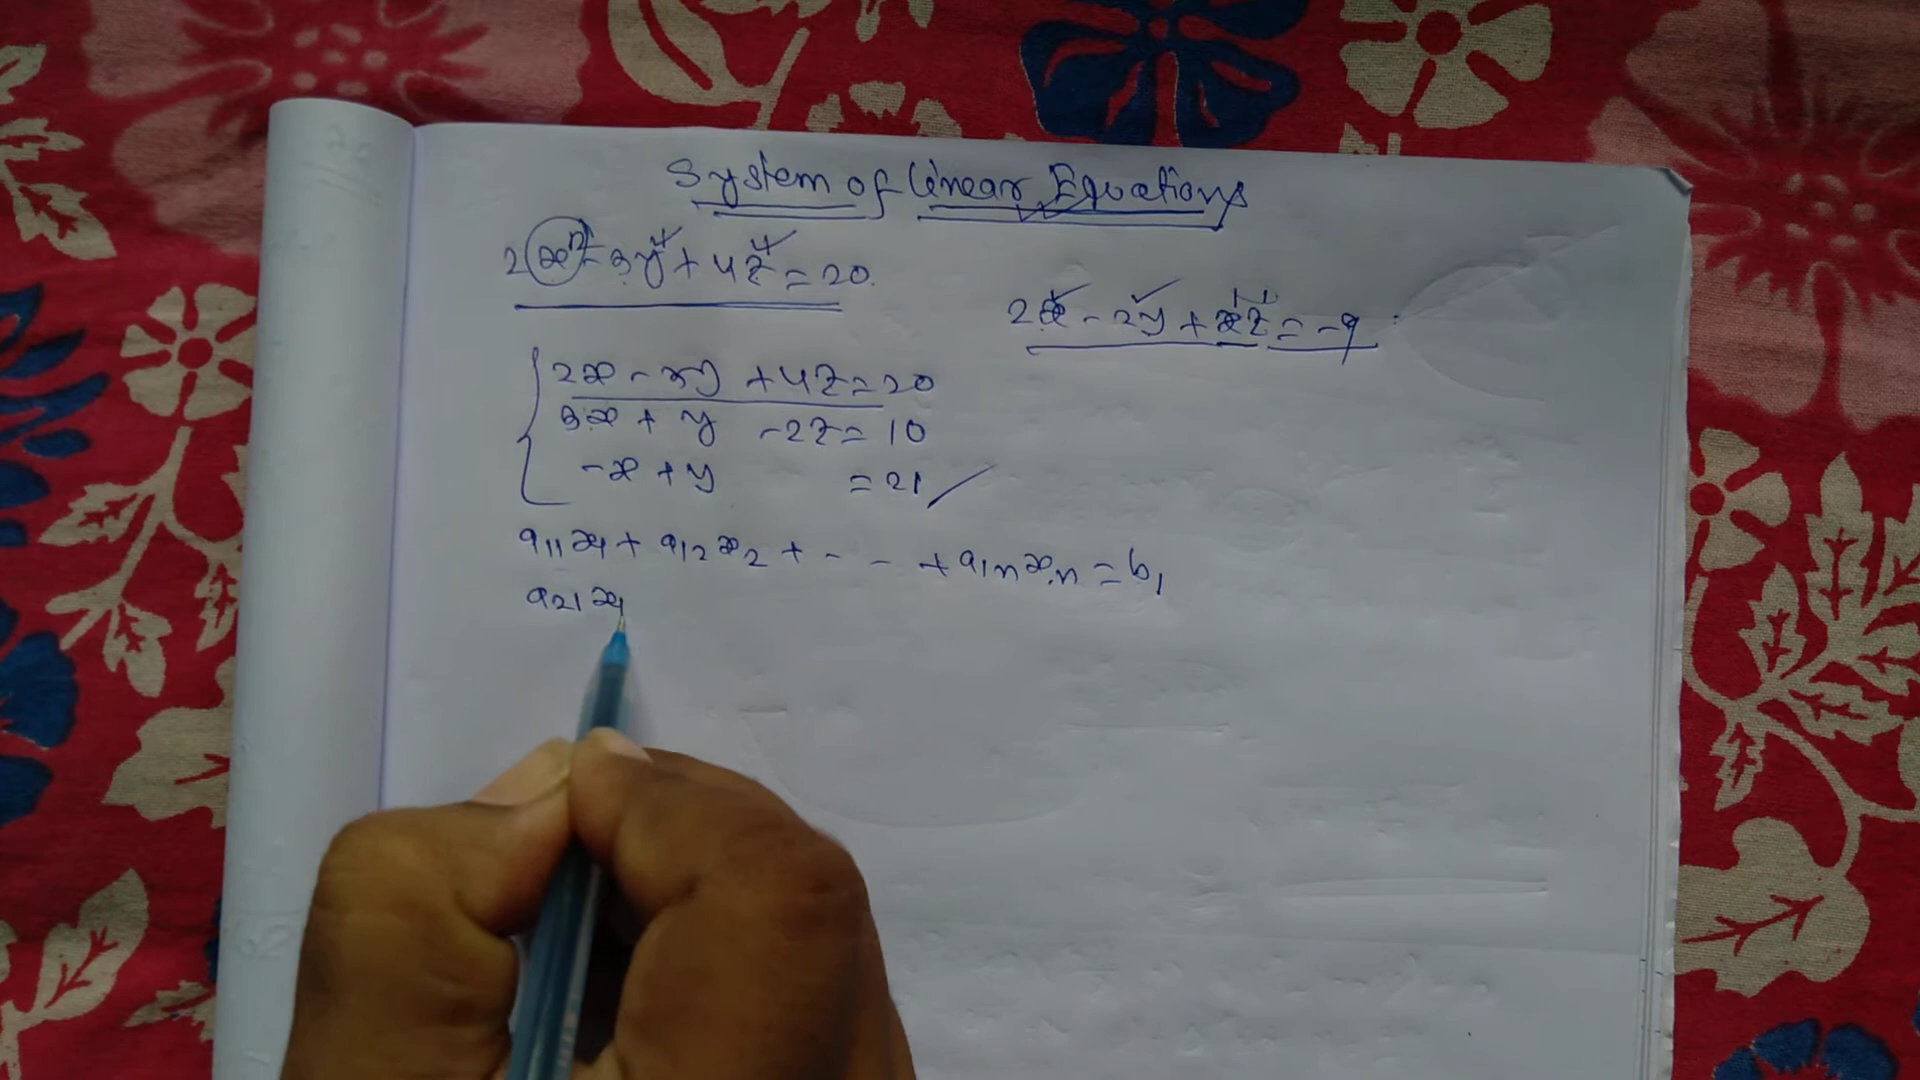 System of Linear Equations
2x - 3y + 4z = 20.
2x - 2y + xz = -9
2x - 3y + 4z = 20
3x + y - 2z = 10
-x + y = 21
a11x1 + a12x2 + - - + a1nxn = b1
a21x1